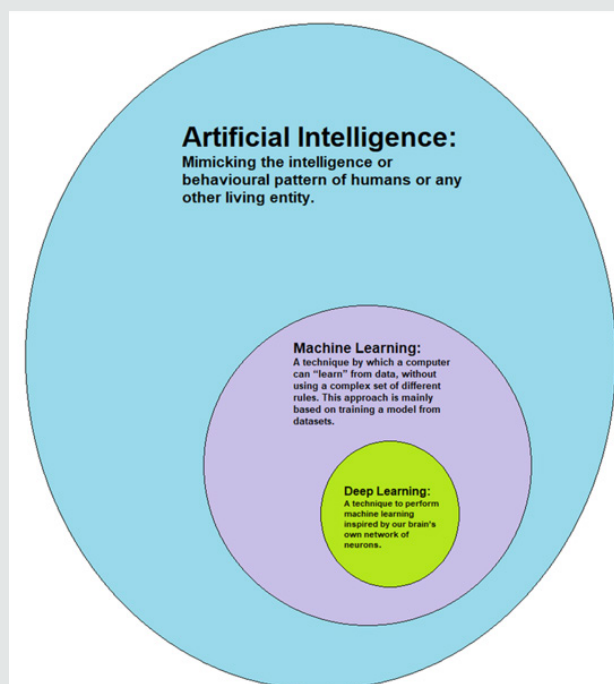 Artificial Intelligence:
Mimicking the intelligence or
behavioural pattern of humans or any
other living entity.
Machine Learning:
A technique by which a computer
can "learn" from data, without
using a complex set of different
rules. This approach is mainly
based on training a model from
datasets.
Deep Learning:
A technique to perform
machine learning
inspired by our brain's
own network of
neurons.